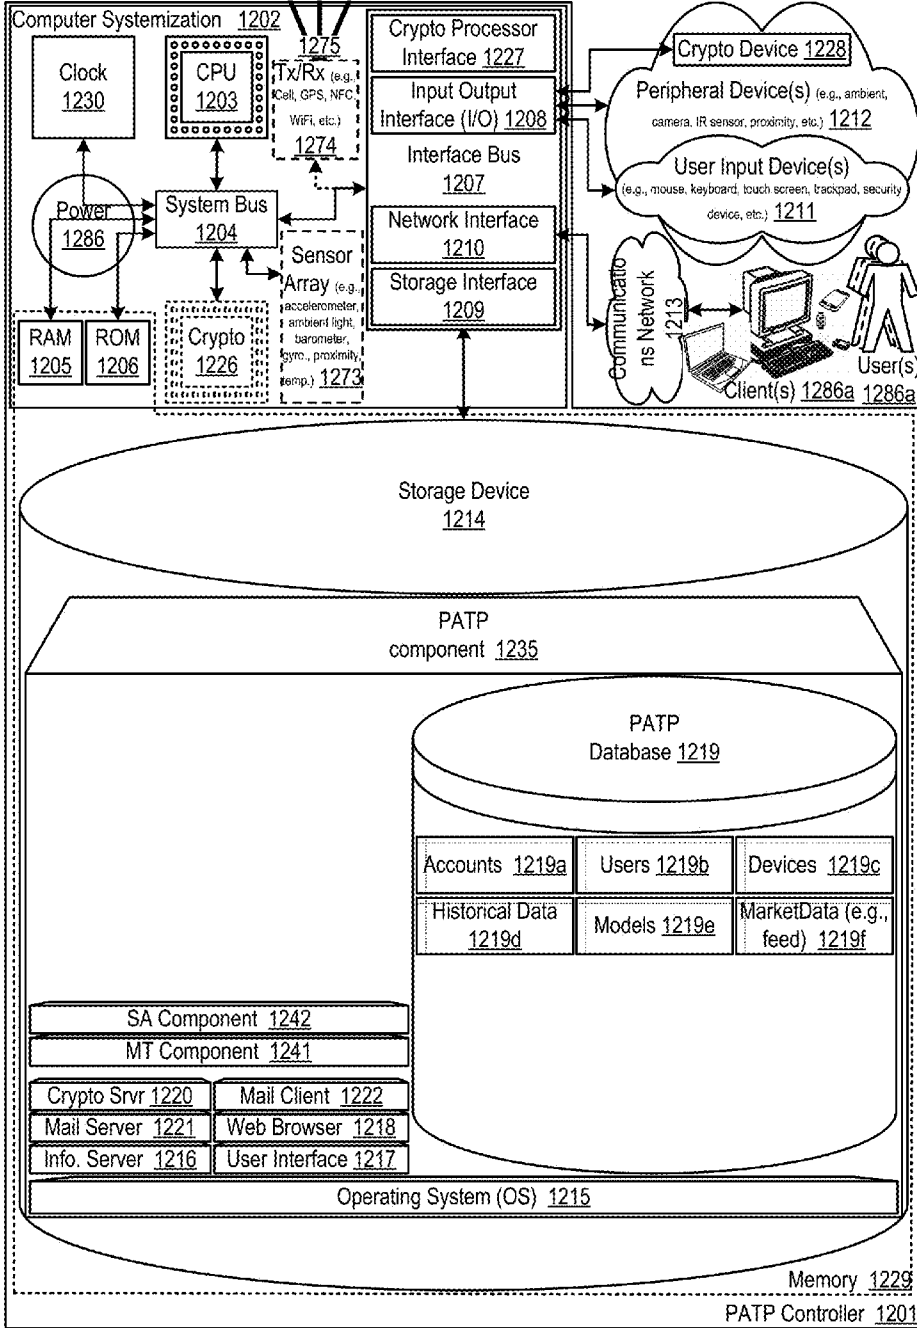 Computer Systemization 1202
Clock
1230
CPU
1203
1275
Tx/Rx (e.g.,
Cell, GPS, NFC,
WiFi, etc.)
1274
Crypto Processor
Interface 1227
Input Output
Interface (I/O) 1208
Interface Bus
1207
Network Interface
1210
Storage Interface
1209
Crypto Device 1228
Peripheral Device(s) (e.g., ambient,
camera, IR sensor, proximity, etc.) 1212
User Input Device(s)
(e.g., mouse, keyboard, touch screen, trackpad, security
device, etc.) 1211
Power
1286
System Bus
1204
Sensor
Array (e.g.,
accelerometer,
ambient light,
barometer,
gyro., proximity,
temp.) 1273
RAM
1205
ROM
1206
Crypto
1226
Communicatio
ns Network
1213
Client(s) 1286a
User(s)
1286a
Storage Device
1214
PATP
component 1235
PATP
Database 1219
Accounts 1219a
Users 1219b
Devices 1219c
Historical Data
1219d
Models 1219e
MarketData (e.g.,
feed) 1219f
SA Component 1242
MT Component 1241
Crypto Srvr 1220
Mail Client 1222
Mail Server 1221
Web Browser 1218
Info. Server 1216
User Interface 1217
Operating System (OS) 1215
Memory 1229
PATP Controller 1201